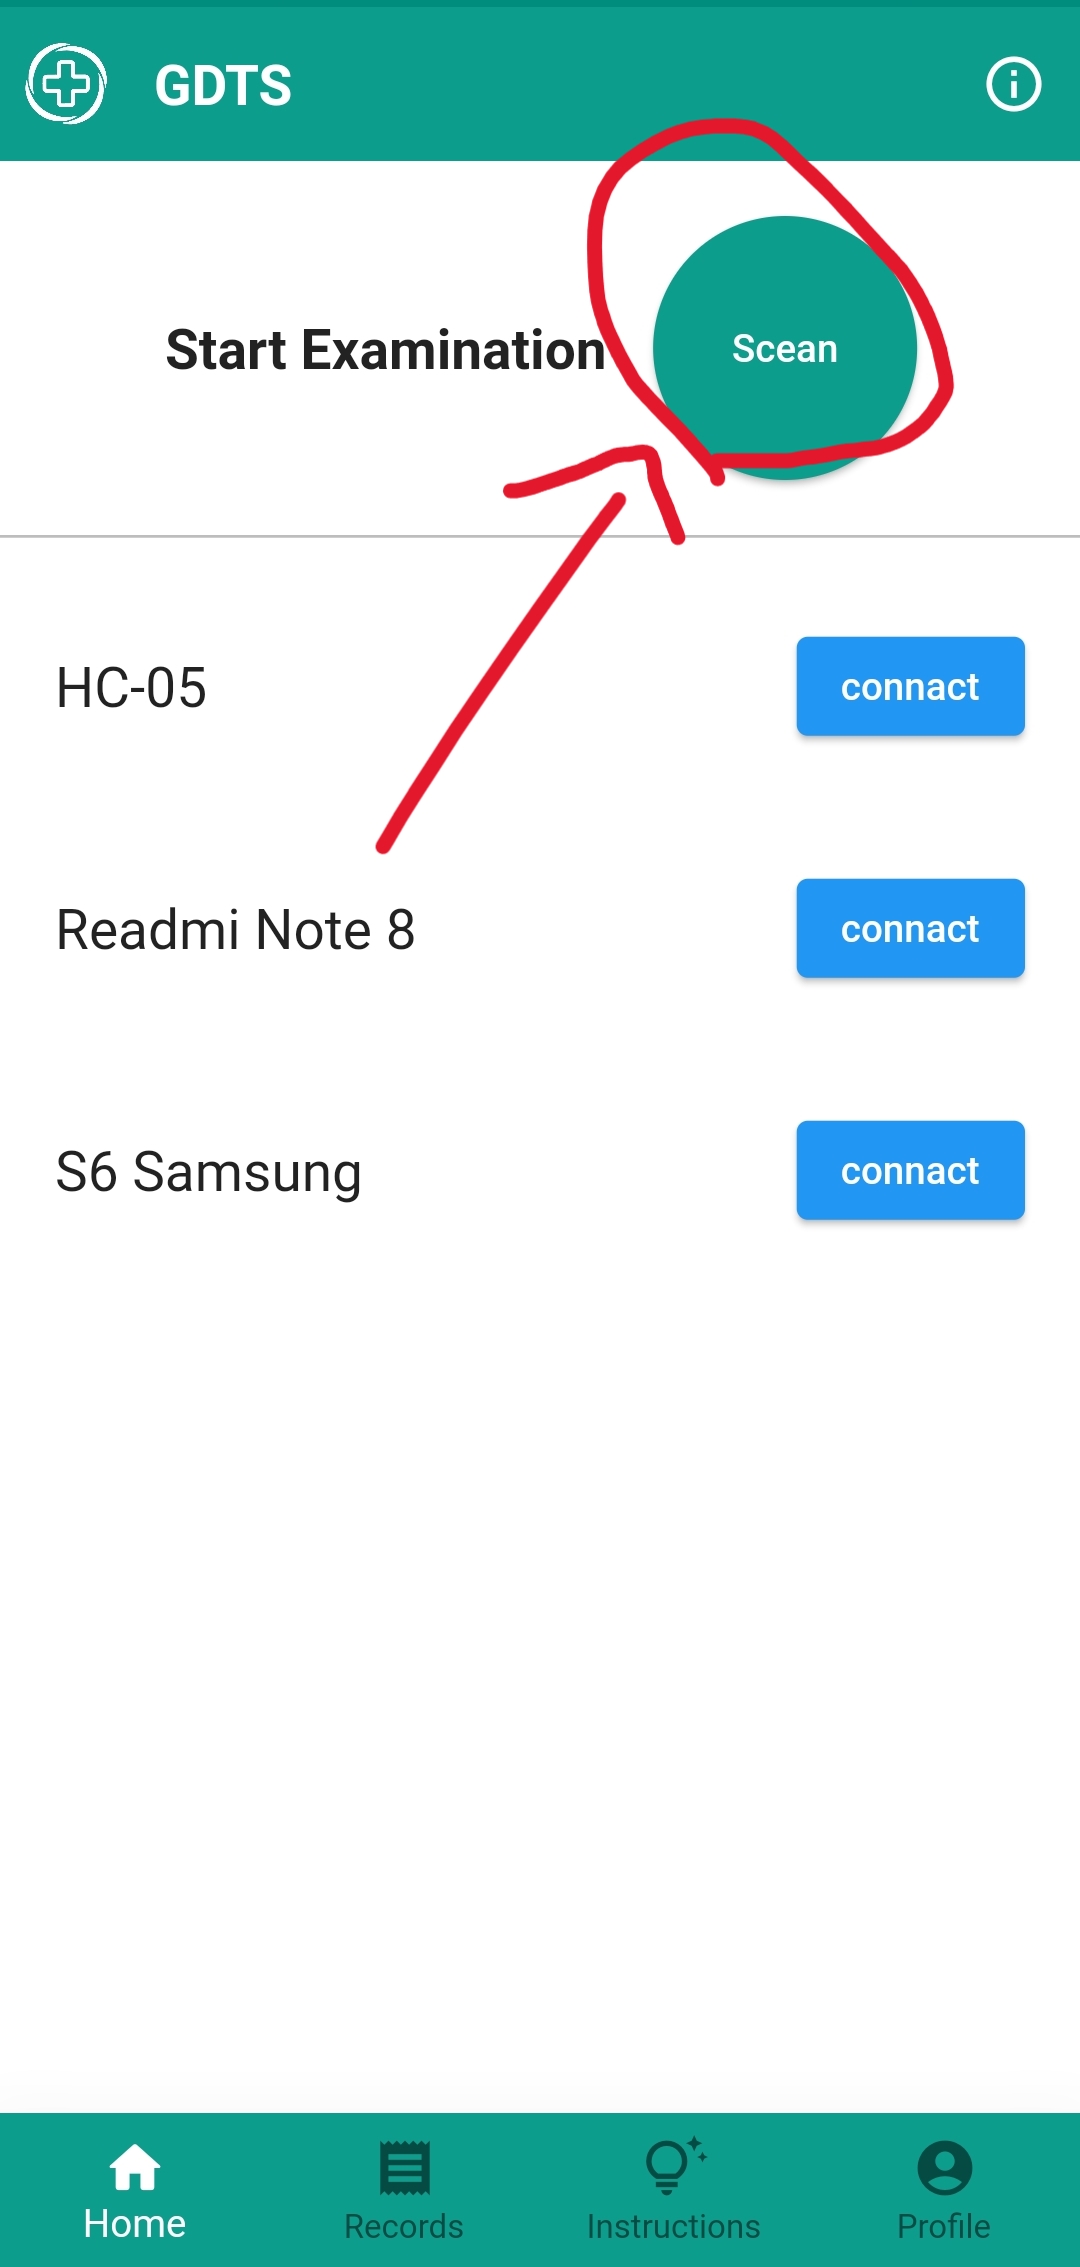 GDTS
Start Examination
Scean
HC-05
connact
Readmi Note 8
connact
S6 Samsung
connact
Home
Records
Instructions
Profile